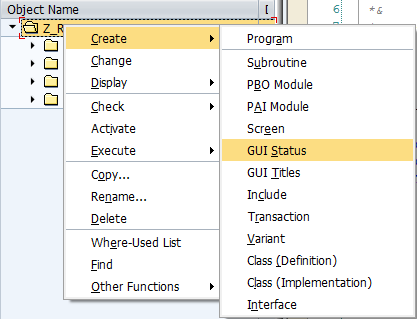 Object Name
Z_R
Create
Change
Display
Check
Activate
Execute
Copy...
Rename...
Delete
Where-Used List
Find
Other Functions
Program
Subroutine
PBO Module
PAI Module
Screen
GUI Status
GUI Titles
Include
Transaction
Variant
Class (Definition)
Class (Implementation)
Interface
6 *&
7
8